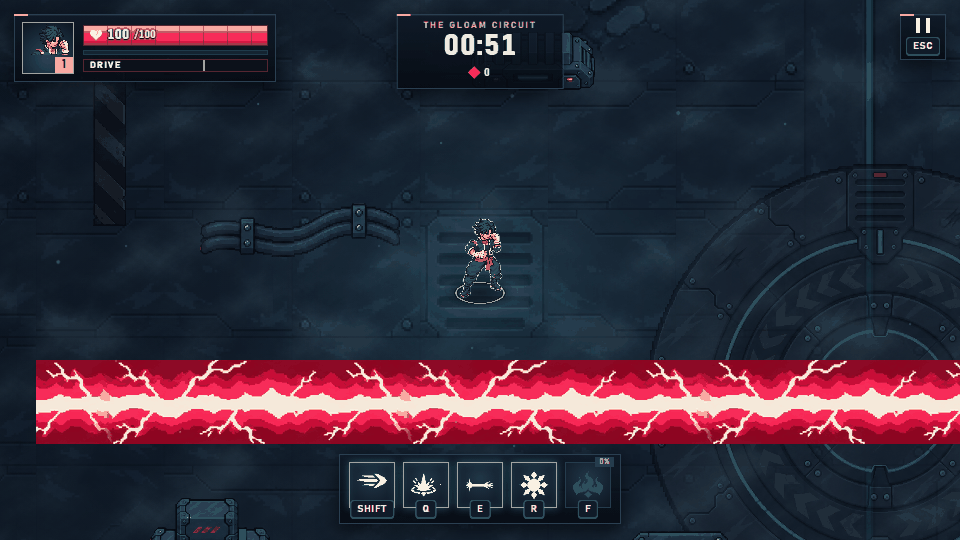 100 /100
1
DRIVE
THE GLOAM CIRCUIT
00:51
0
ESC
0%
SHIFT
Q
E
R
F